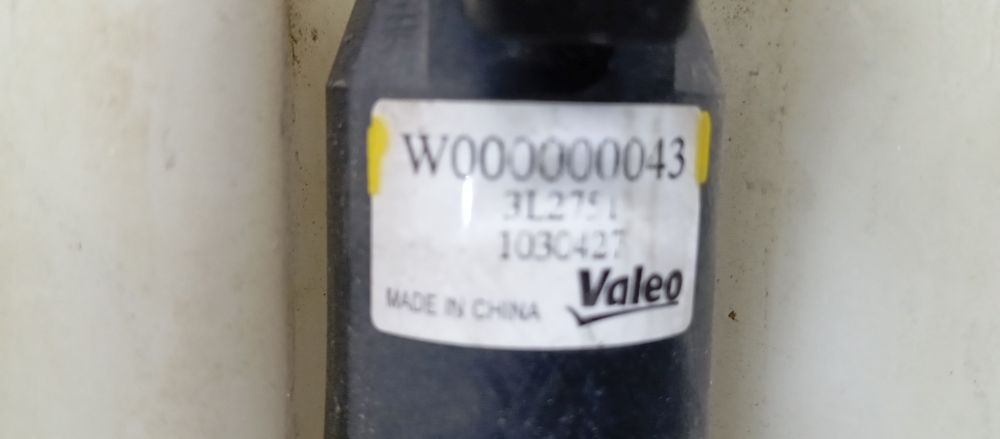 W000000043
3L2751
1030427
MADE IN CHINA
Valeo